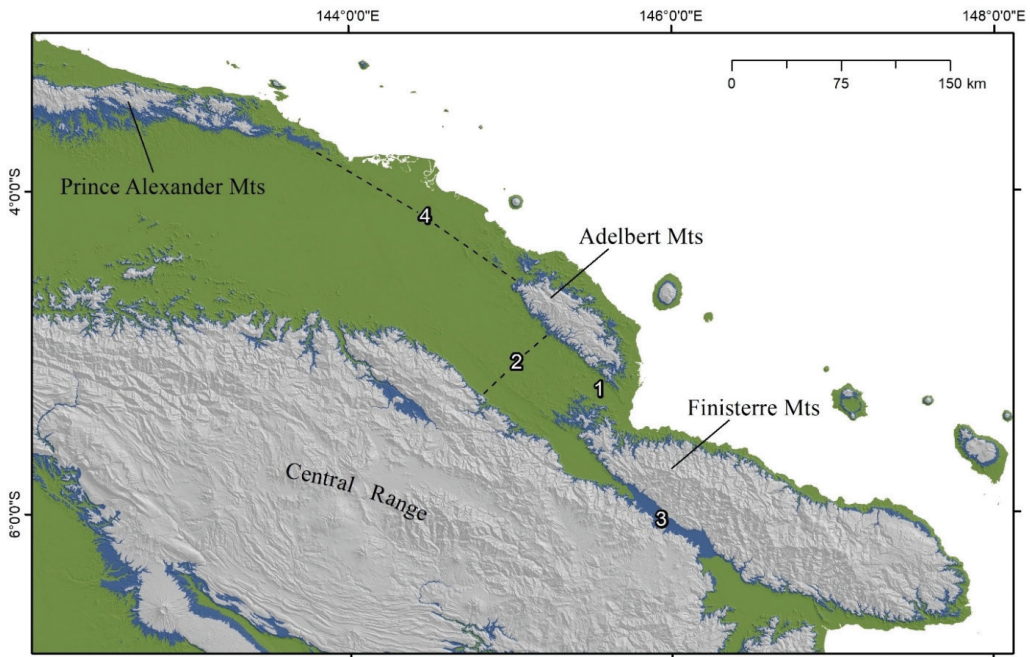 144°0'0"E
146°0'0"E
148°0'0"E
0
75
150 km
Prince Alexander Mts
4°0'0"S
4
Adelbert Mts
2
1
Finisterre Mts
Central Range
6°0'0"S
3